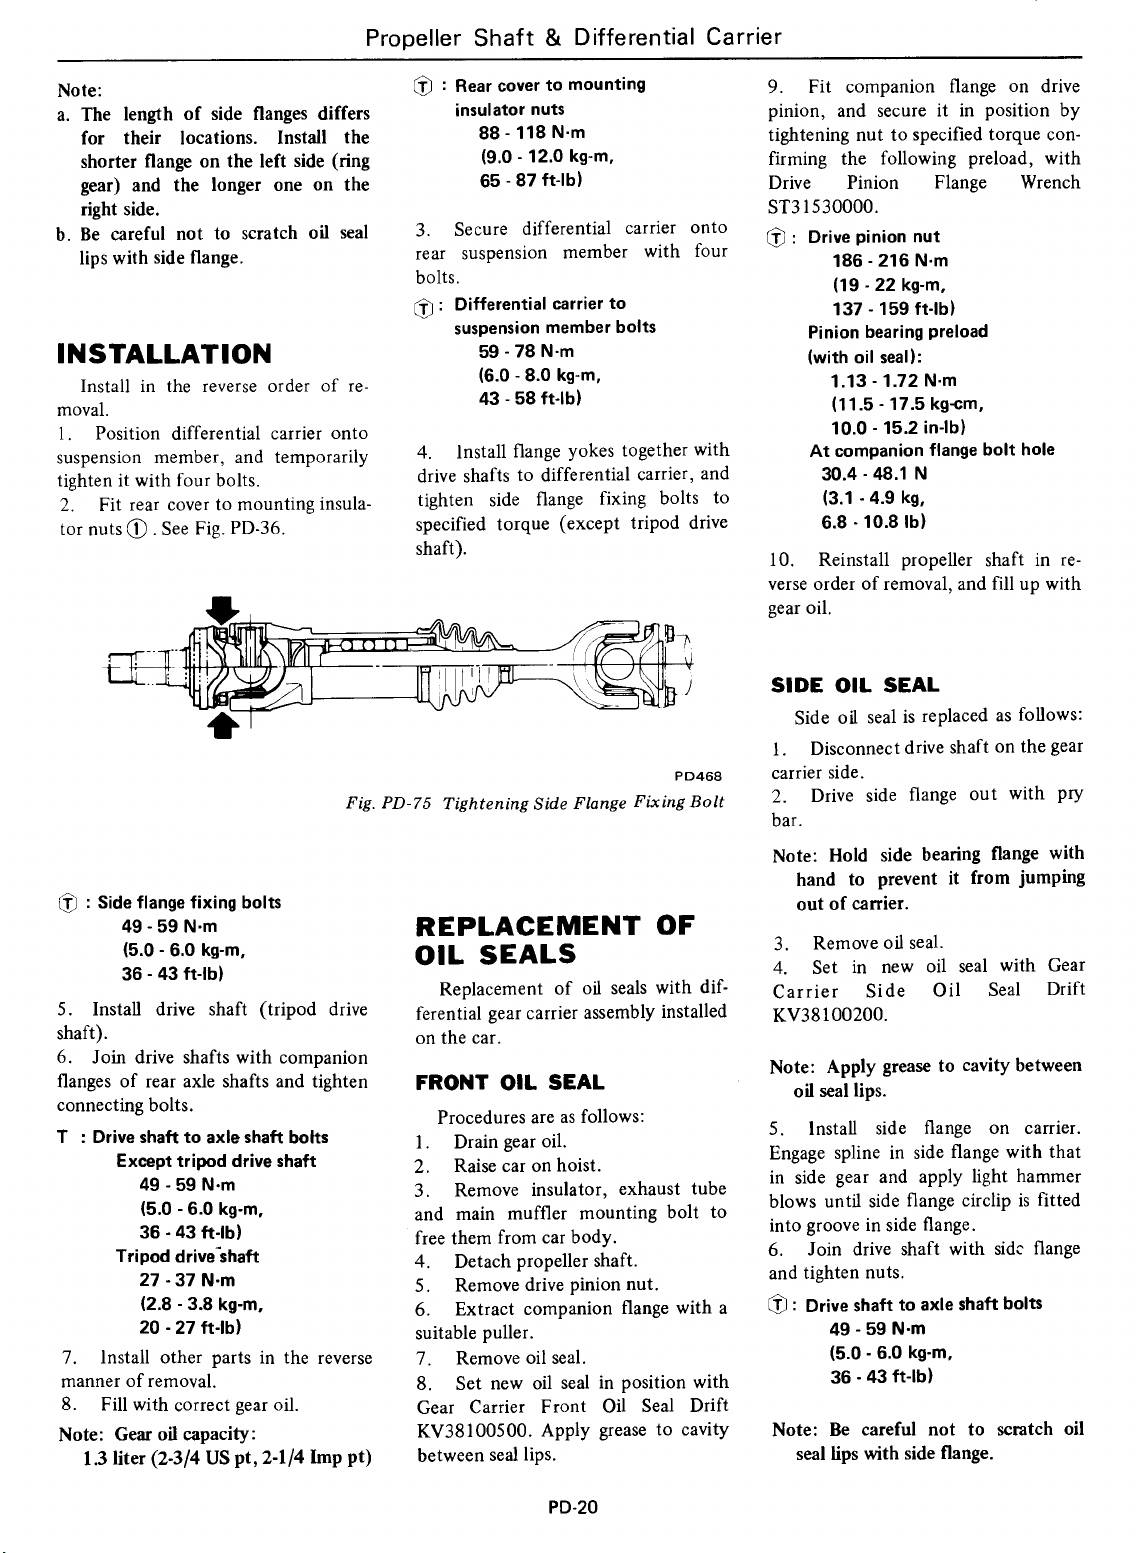 Propeller Shaft & Differential Carrier
Note:
a. The length of side flanges differs
for their locations. Install the
shorter flange on the left side (ring
gear) and the longer one on the
right side.
b. Be careful not to scratch oil seal
lips with side flange.
INSTALLATION
Install in the reverse order of re-
moval.
1. Position differential carrier onto
suspension member, and temporarily
tighten it with four bolts.
2. Fit rear cover to mounting insula-
tor nuts ①. See Fig. PD-36.
Ⓣ : Rear cover to mounting
insulator nuts
88 - 118 N·m
(9.0 - 12.0 kg-m,
65 - 87 ft-lb)
3. Secure differential carrier onto
rear suspension member with four
bolts.
Ⓣ : Differential carrier to
suspension member bolts
59 - 78 N·m
(6.0 - 8.0 kg-m,
43 - 58 ft-lb)
4. Install flange yokes together with
drive shafts to differential carrier, and
tighten side flange fixing bolts to
specified torque (except tripod drive
shaft).
PD468
Fig. PD-75 Tightening Side Flange Fixing Bolt
Ⓣ : Side flange fixing bolts
49 - 59 N·m
(5.0 - 6.0 kg-m,
36 - 43 ft-lb)
5. Install drive shaft (tripod drive
shaft).
6. Join drive shafts with companion
flanges of rear axle shafts and tighten
connecting bolts.
T : Drive shaft to axle shaft bolts
Except tripod drive shaft
49 - 59 N·m
(5.0 - 6.0 kg-m,
36 - 43 ft-lb)
Tripod drive shaft
27 - 37 N·m
(2.8 - 3.8 kg-m,
20 - 27 ft-lb)
7. Install other parts in the reverse
manner of removal.
8. Fill with correct gear oil.
Note: Gear oil capacity:
1.3 liter (2-3/4 US pt, 2-1/4 Imp pt)
REPLACEMENT OF
OIL SEALS
Replacement of oil seals with dif-
ferential gear carrier assembly installed
on the car.
FRONT OIL SEAL
Procedures are as follows:
1. Drain gear oil.
2. Raise car on hoist.
3. Remove insulator, exhaust tube
and main muffler mounting bolt to
free them from car body.
4. Detach propeller shaft.
5. Remove drive pinion nut.
6. Extract companion flange with a
suitable puller.
7. Remove oil seal.
8. Set new oil seal in position with
Gear Carrier Front Oil Seal Drift
KV38100500. Apply grease to cavity
between seal lips.
9. Fit companion flange on drive
pinion, and secure it in position by
tightening nut to specified torque con-
firming the following preload, with
Drive Pinion Flange Wrench
ST31530000.
Ⓣ : Drive pinion nut
186 - 216 N·m
(19 - 22 kg-m,
137 - 159 ft-lb)
Pinion bearing preload
(with oil seal):
1.13 - 1.72 N·m
(11.5 - 17.5 kg-cm,
10.0 - 15.2 in-lb)
At companion flange bolt hole
30.4 - 48.1 N
(3.1 - 4.9 kg,
6.8 - 10.8 lb)
10. Reinstall propeller shaft in re-
verse order of removal, and fill up with
gear oil.
SIDE OIL SEAL
Side oil seal is replaced as follows:
1. Disconnect drive shaft on the gear
carrier side.
2. Drive side flange out with pry
bar.
Note: Hold side bearing flange with
hand to prevent it from jumping
out of carrier.
3. Remove oil seal.
4. Set in new oil seal with Gear
Carrier Side Oil Seal Drift
KV38100200.
Note: Apply grease to cavity between
oil seal lips.
5. Install side flange on carrier.
Engage spline in side flange with that
in side gear and apply light hammer
blows until side flange circlip is fitted
into groove in side flange.
6. Join drive shaft with side flange
and tighten nuts.
Ⓣ : Drive shaft to axle shaft bolts
49 - 59 N·m
(5.0 - 6.0 kg-m,
36 - 43 ft-lb)
Note: Be careful not to scratch oil
seal lips with side flange.
PD-20